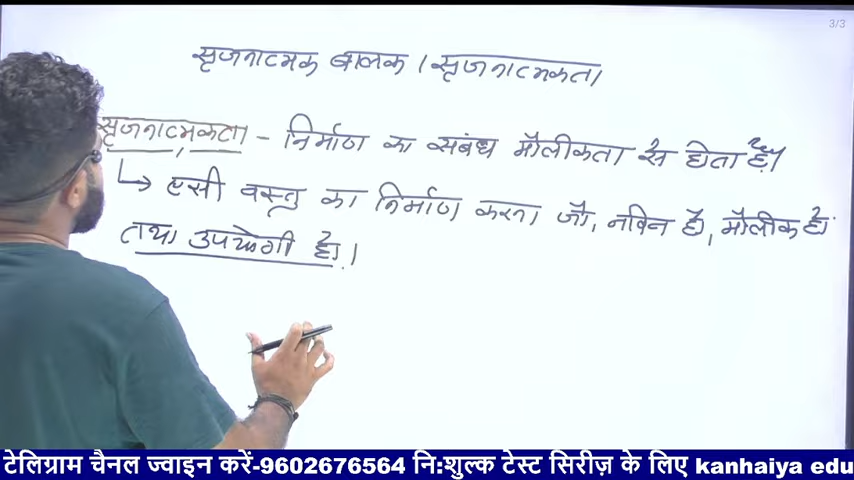 3/3
सृजनात्मक बालक / सृजनात्मकता
सृजनात्मकता - निर्माण का संबंध मौलीकता से होता है।
↳ एसी वस्तु का निर्माण करना जो, नविन हो, मौलीक हो
तथा उपयोगी हो।
टेलिग्राम चैनल ज्वाइन करें-9602676564 नि:शुल्क टेस्ट सिरीज़ के लिए kanhaiya edu